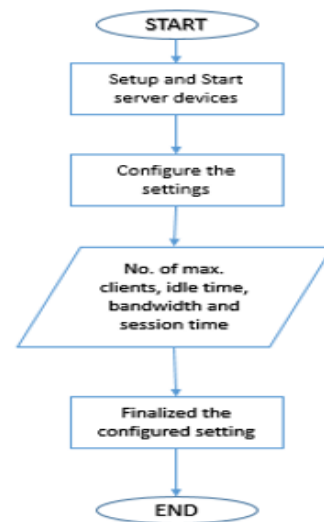 START
Setup and Start
server devices
Configure the
settings
No. of max.
clients, idle time,
bandwidth and
session time
Finalized the
configured setting
END